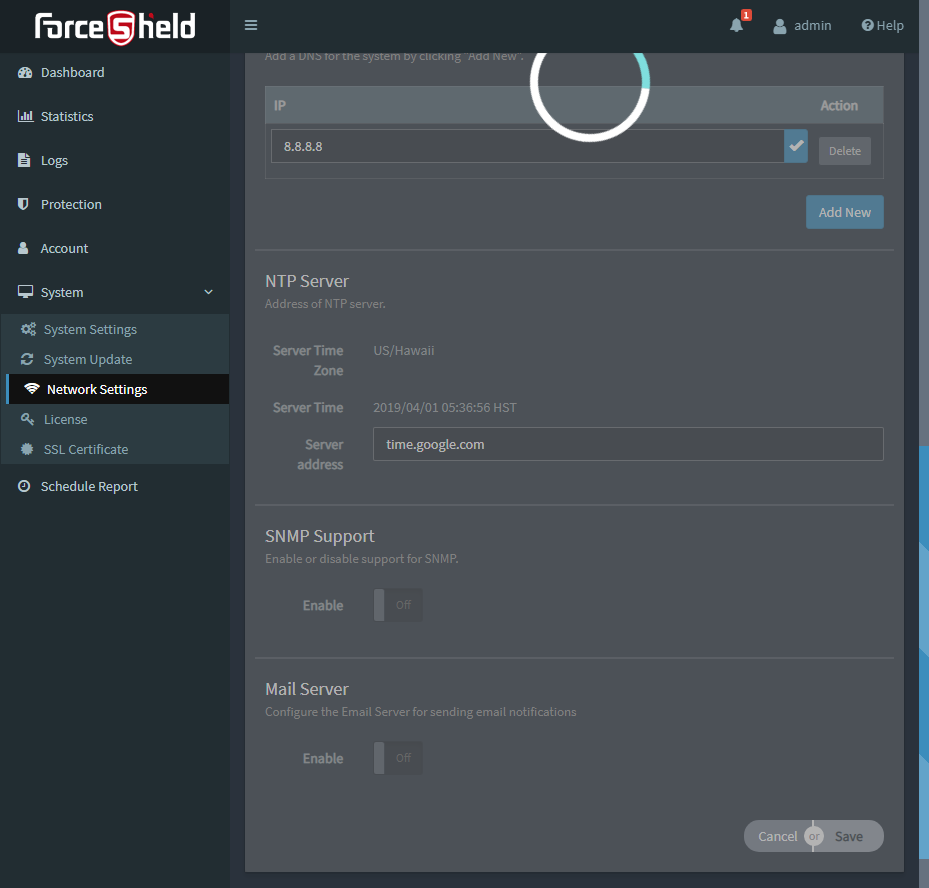 forceShield
1
admin
Help
Dashboard
Statistics
Logs
Protection
Account
System
System Settings
System Update
Network Settings
License
SSL Certificate
Schedule Report
Add a DNS for the system by clicking "Add New".
IP Action
8.8.8.8 Delete
Add New
NTP Server
Address of NTP server.
Server Time Zone US/Hawaii
Server Time 2019/04/01 05:36:56 HST
Server address time.google.com
SNMP Support
Enable or disable support for SNMP.
Enable Off
Mail Server
Configure the Email Server for sending email notifications
Enable Off
Cancel or Save